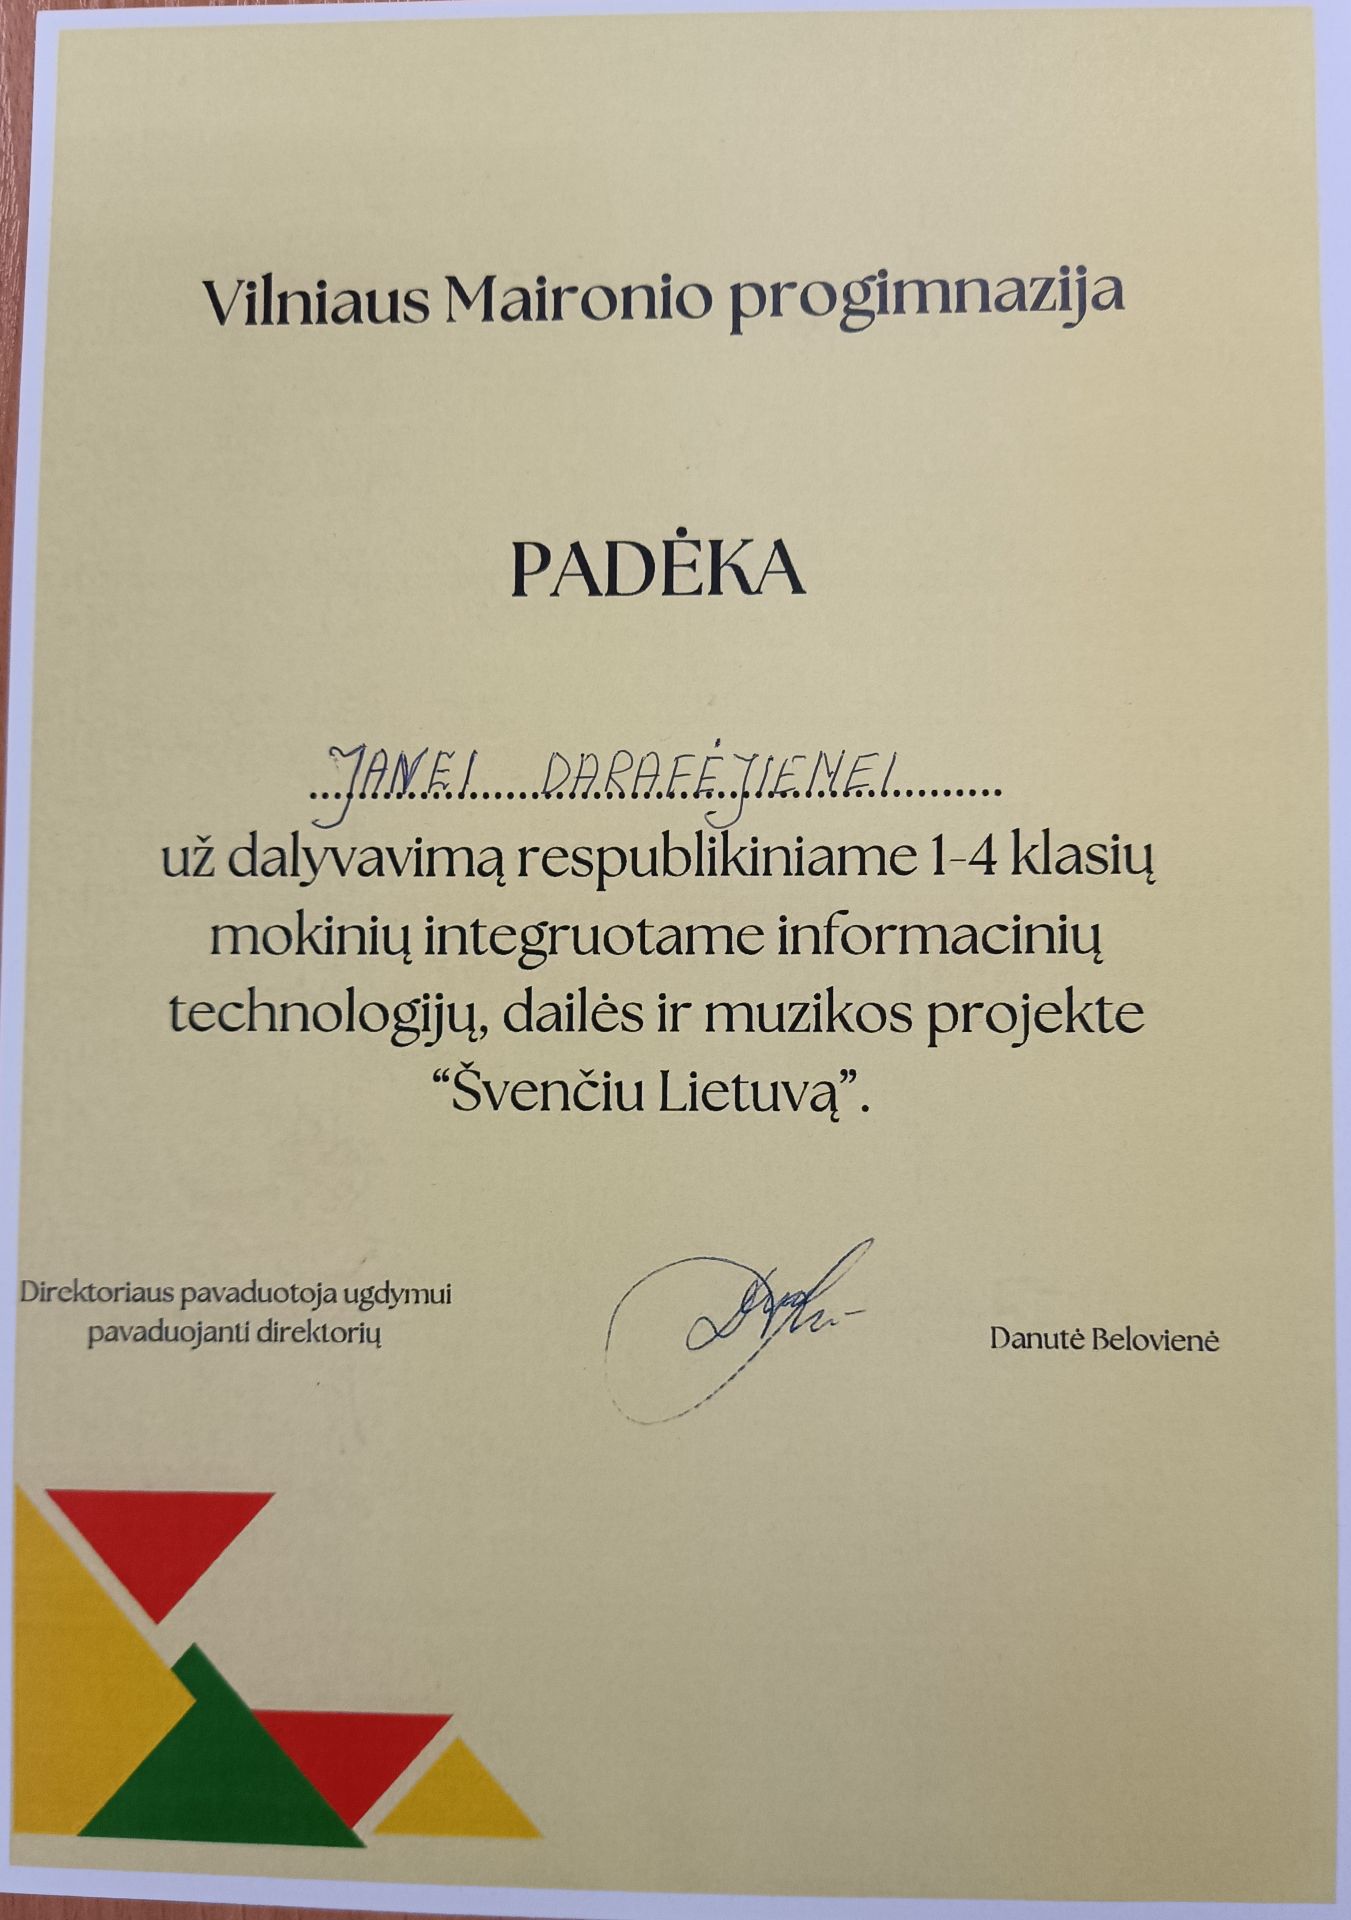 Vilniaus Maironio progimnazija
PADĖKA
JANEI DARAFĖJIENEI
už dalyvavimą respublikiniame 1-4 klasių
mokinių integruotame informacinių
technologijų, dailės ir muzikos projekte
“Švenčiu Lietuvą”.
Direktoriaus pavaduotoja ugdymui
pavaduojanti direktorių
Danutė Belovienė